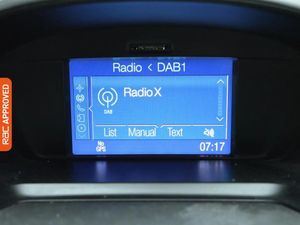 Radio < DAB1
Radio X
DAB
List Manual Text
No
GPS
07:17
RAC APPROVED